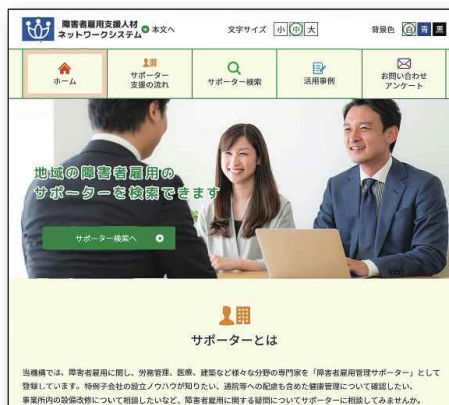 障害者雇用支援人材
ネットワークシステム
本文へ
文字サイズ 小 中 大
背景色 白 青 黒
ホーム
サポーター
支援の流れ
サポーター検索
活用事例
お問い合わせ
アンケート
地域の障害者雇用の
サポーターを検索できます
サポーター検索へ
サポーターとは
当機構では、障害者雇用に関し、労務管理、医療、建築など様々な分野の専門家を「障害者雇用管理サポーター」として
登録しています。特例子会社の設立ノウハウが知りたい、通院等への配慮も含めた健康管理について確認したい、
事業所内の設備改修について相談したいなど、障害者雇用に関する疑問についてサポーターに相談してみませんか。